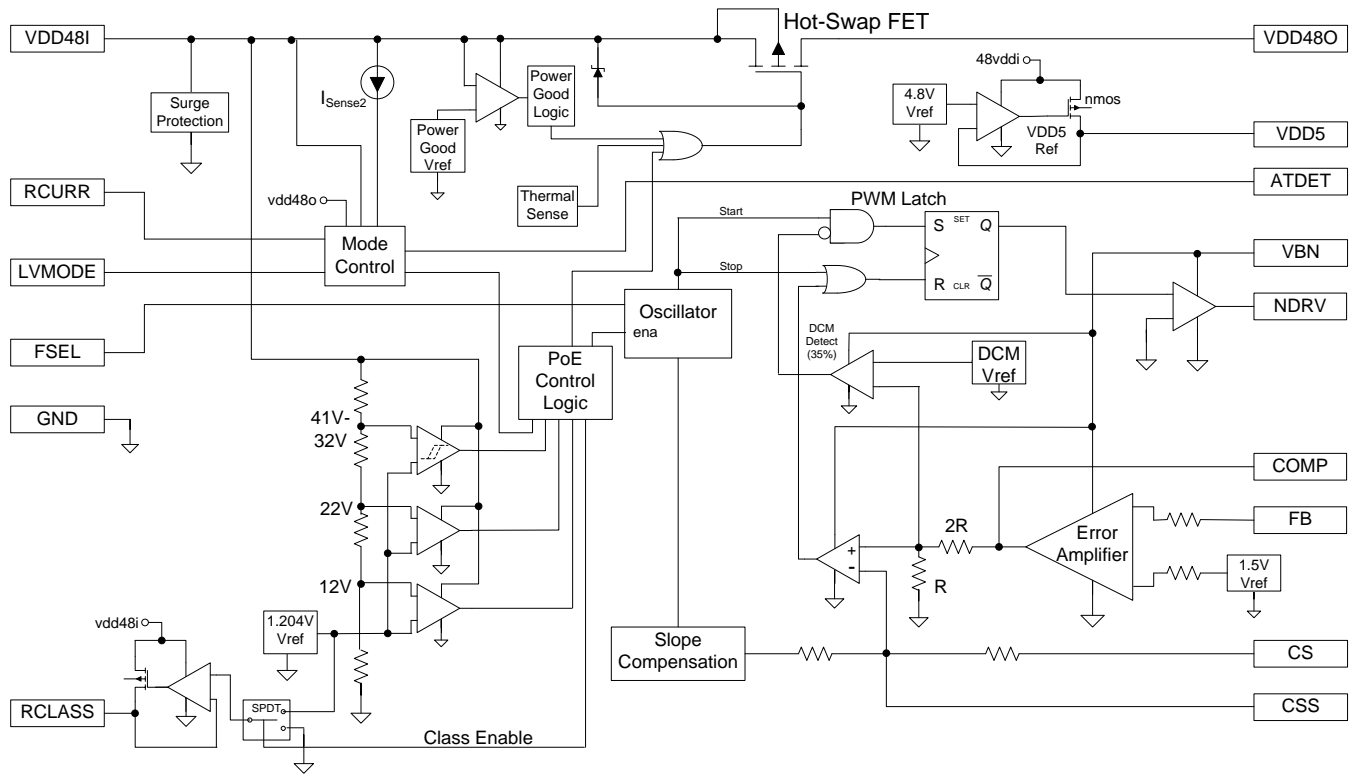 Hot-Swap FET
VDD48I
VDD48O
48vddi
Surge
Protection
ISense2
Power
Good
Logic
Power
Good
Vref
4.8V
Vref
nmos
VDD5
Ref
VDD5
RCURR
vdd48o
Thermal
Sense
ATDET
PWM Latch
Start
S
SET
Q
Mode
Control
VBN
LVMODE
Stop
R
CLR
Q
Oscillator
ena
NDRV
FSEL
DCM
Detect
(35%)
DCM
Vref
PoE
Control
Logic
GND
41V-
32V
COMP
22V
2R
Error
Amplifier
FB
+
-
R
1.5V
Vref
12V
1.204V
Vref
vdd48i
Slope
Compensation
CS
RCLASS
SPDT
CSS
Class Enable